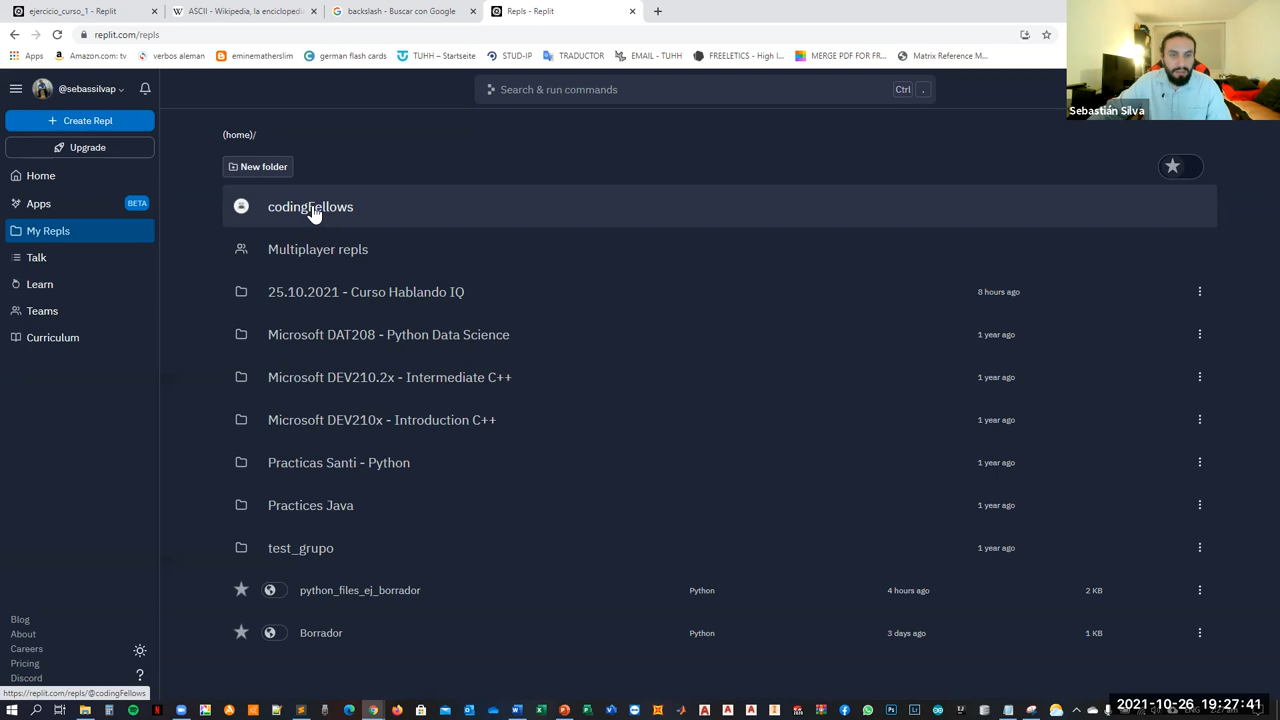 ejercicio_curso_1 - Replit
ASCII - Wikipedia, la enciclopedi
backslash - Buscar con Google
Repls - Replit
replit.com/repls
Apps
Amazon.com: tv
verbos aleman
eminematherslim
german flash cards
TUHH – Startseite
STUD-IP
TRADUCTOR
EMAIL - TUHH
FREELETICS – High I...
MERGE PDF FOR FR...
Matrix Reference M...
Sebastián Silva
@sebassilvap
Search & run commands
Ctrl .
+ Create Repl
Upgrade
Home
Apps BETA
My Repls
Talk
Learn
Teams
Curriculum
(home)/
New folder
codingFellows
Multiplayer repls
25.10.2021 - Curso Hablando IQ 8 hours ago
Microsoft DAT208 - Python Data Science 1 year ago
Microsoft DEV210.2x - Intermediate C++ 1 year ago
Microsoft DEV210x - Introduction C++ 1 year ago
Practicas Santi - Python 1 year ago
Practices Java 1 year ago
test_grupo 1 year ago
python_files_ej_borrador Python 4 hours ago 2 KB
Borrador Python 3 days ago 1 KB
Blog
About
Careers
Pricing
Discord
?
https://replit.com/repls/@codingFellows
2021-10-26 19:27:41